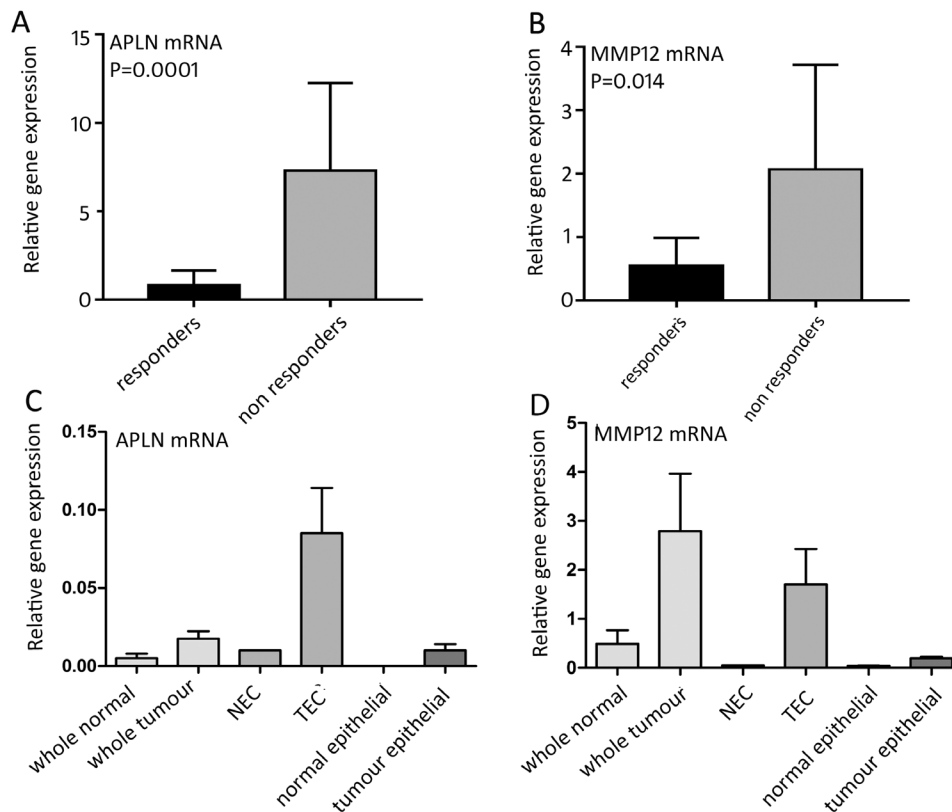 A
APLN mRNA
P=0.0001
Relative gene expression
15
10
5
0
responders
non responders
B
MMP12 mRNA
P=0.014
Relative gene expression
4
3
2
1
0
responders
non responders
C
APLN mRNA
Relative gene expression
0.15
0.10
0.05
0.00
whole normal
whole tumour
NEC
TEC
normal epithelial
tumour epithelial
D
MMP12 mRNA
Relative gene expression
5
4
3
2
1
0
whole normal
whole tumour
NEC
TEC
normal epithelial
tumour epithelial